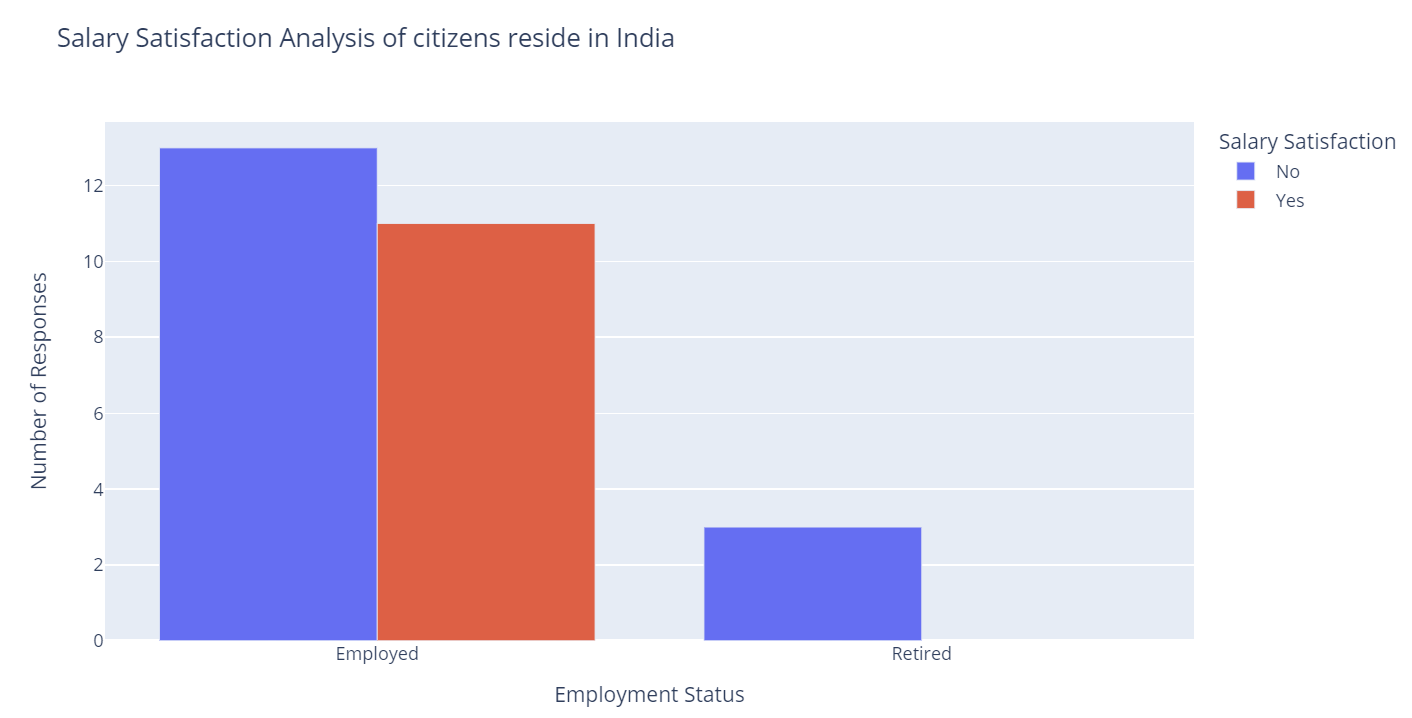 Salary Satisfaction Analysis of citizens reside in India
Salary Satisfaction
No
Yes
Number of Responses
12
10
8
6
4
2
0
Employed
Retired
Employment Status